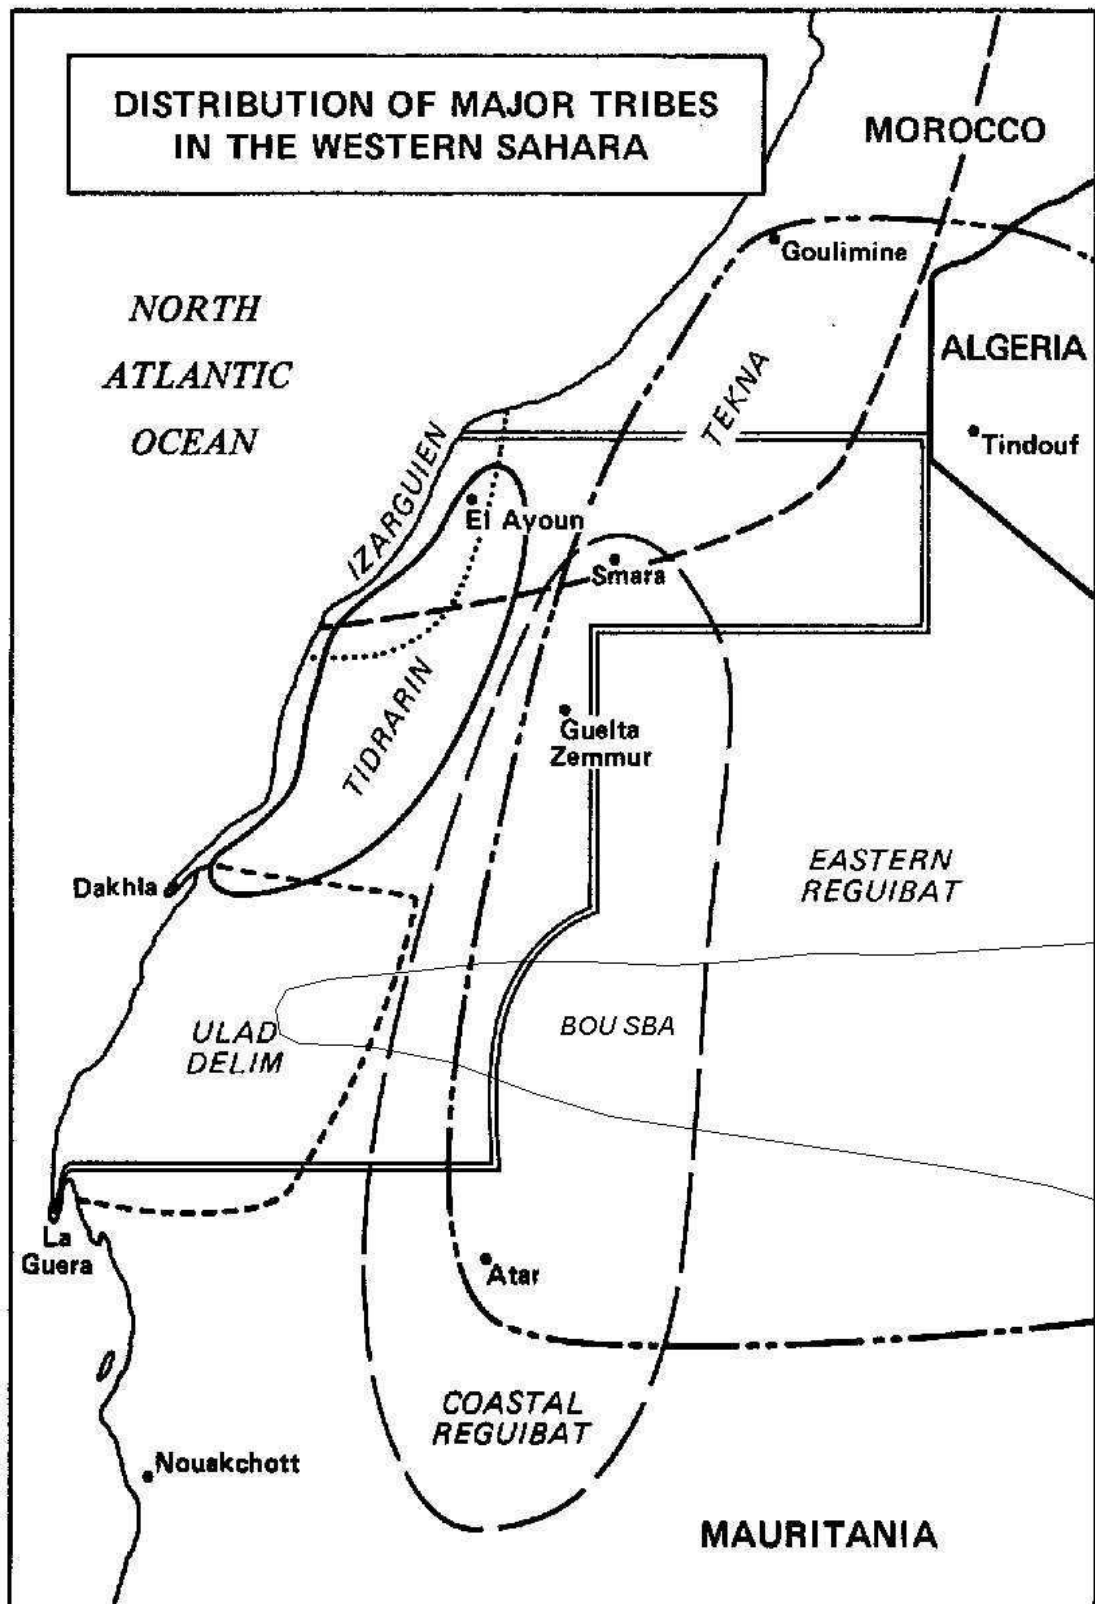 DISTRIBUTION OF MAJOR TRIBES
IN THE WESTERN SAHARA
MOROCCO
Goulimine
NORTH
ATLANTIC
OCEAN
ALGERIA
TEKNA
Tindouf
IZARGUIEN
El Ayoun
Smara
TIDRARIN
Guelta
Zemmur
EASTERN
REGUIBAT
Dakhla
ULAD
DELIM
BOU SBA
La
Guera
Atar
COASTAL
REGUIBAT
Nouakchott
MAURITANIA